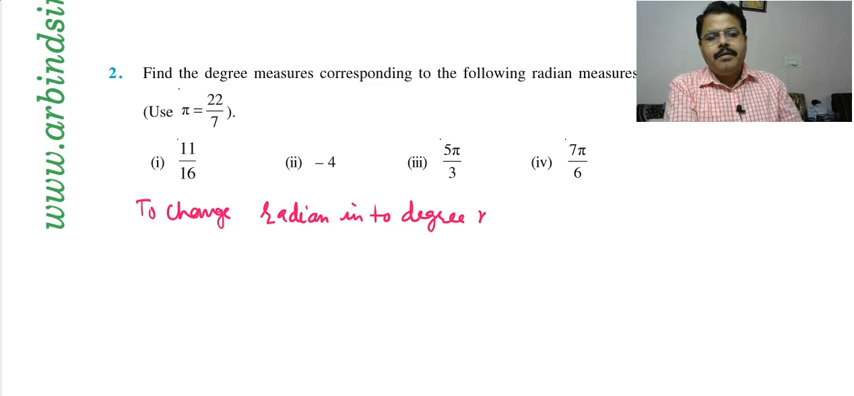 www.arbindsi
2. Find the degree measures corresponding to the following radian measures
(Use π = 22/7 ).
(i) 11/16 (ii) – 4 (iii) 5π/3 (iv) 7π/6
To change radian in to degree